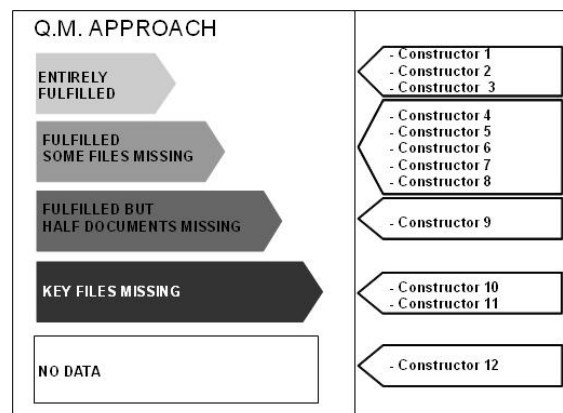 Q.M. APPROACH
ENTIRELY
FULFILLED
- Constructor 1
- Constructor 2
- Constructor 3
FULFILLED
SOME FILES MISSING
- Constructor 4
- Constructor 5
- Constructor 6
- Constructor 7
- Constructor 8
FULFILLED BUT
HALF DOCUMENTS MISSING
- Constructor 9
KEY FILES MISSING
- Constructor 10
- Constructor 11
NO DATA
- Constructor 12